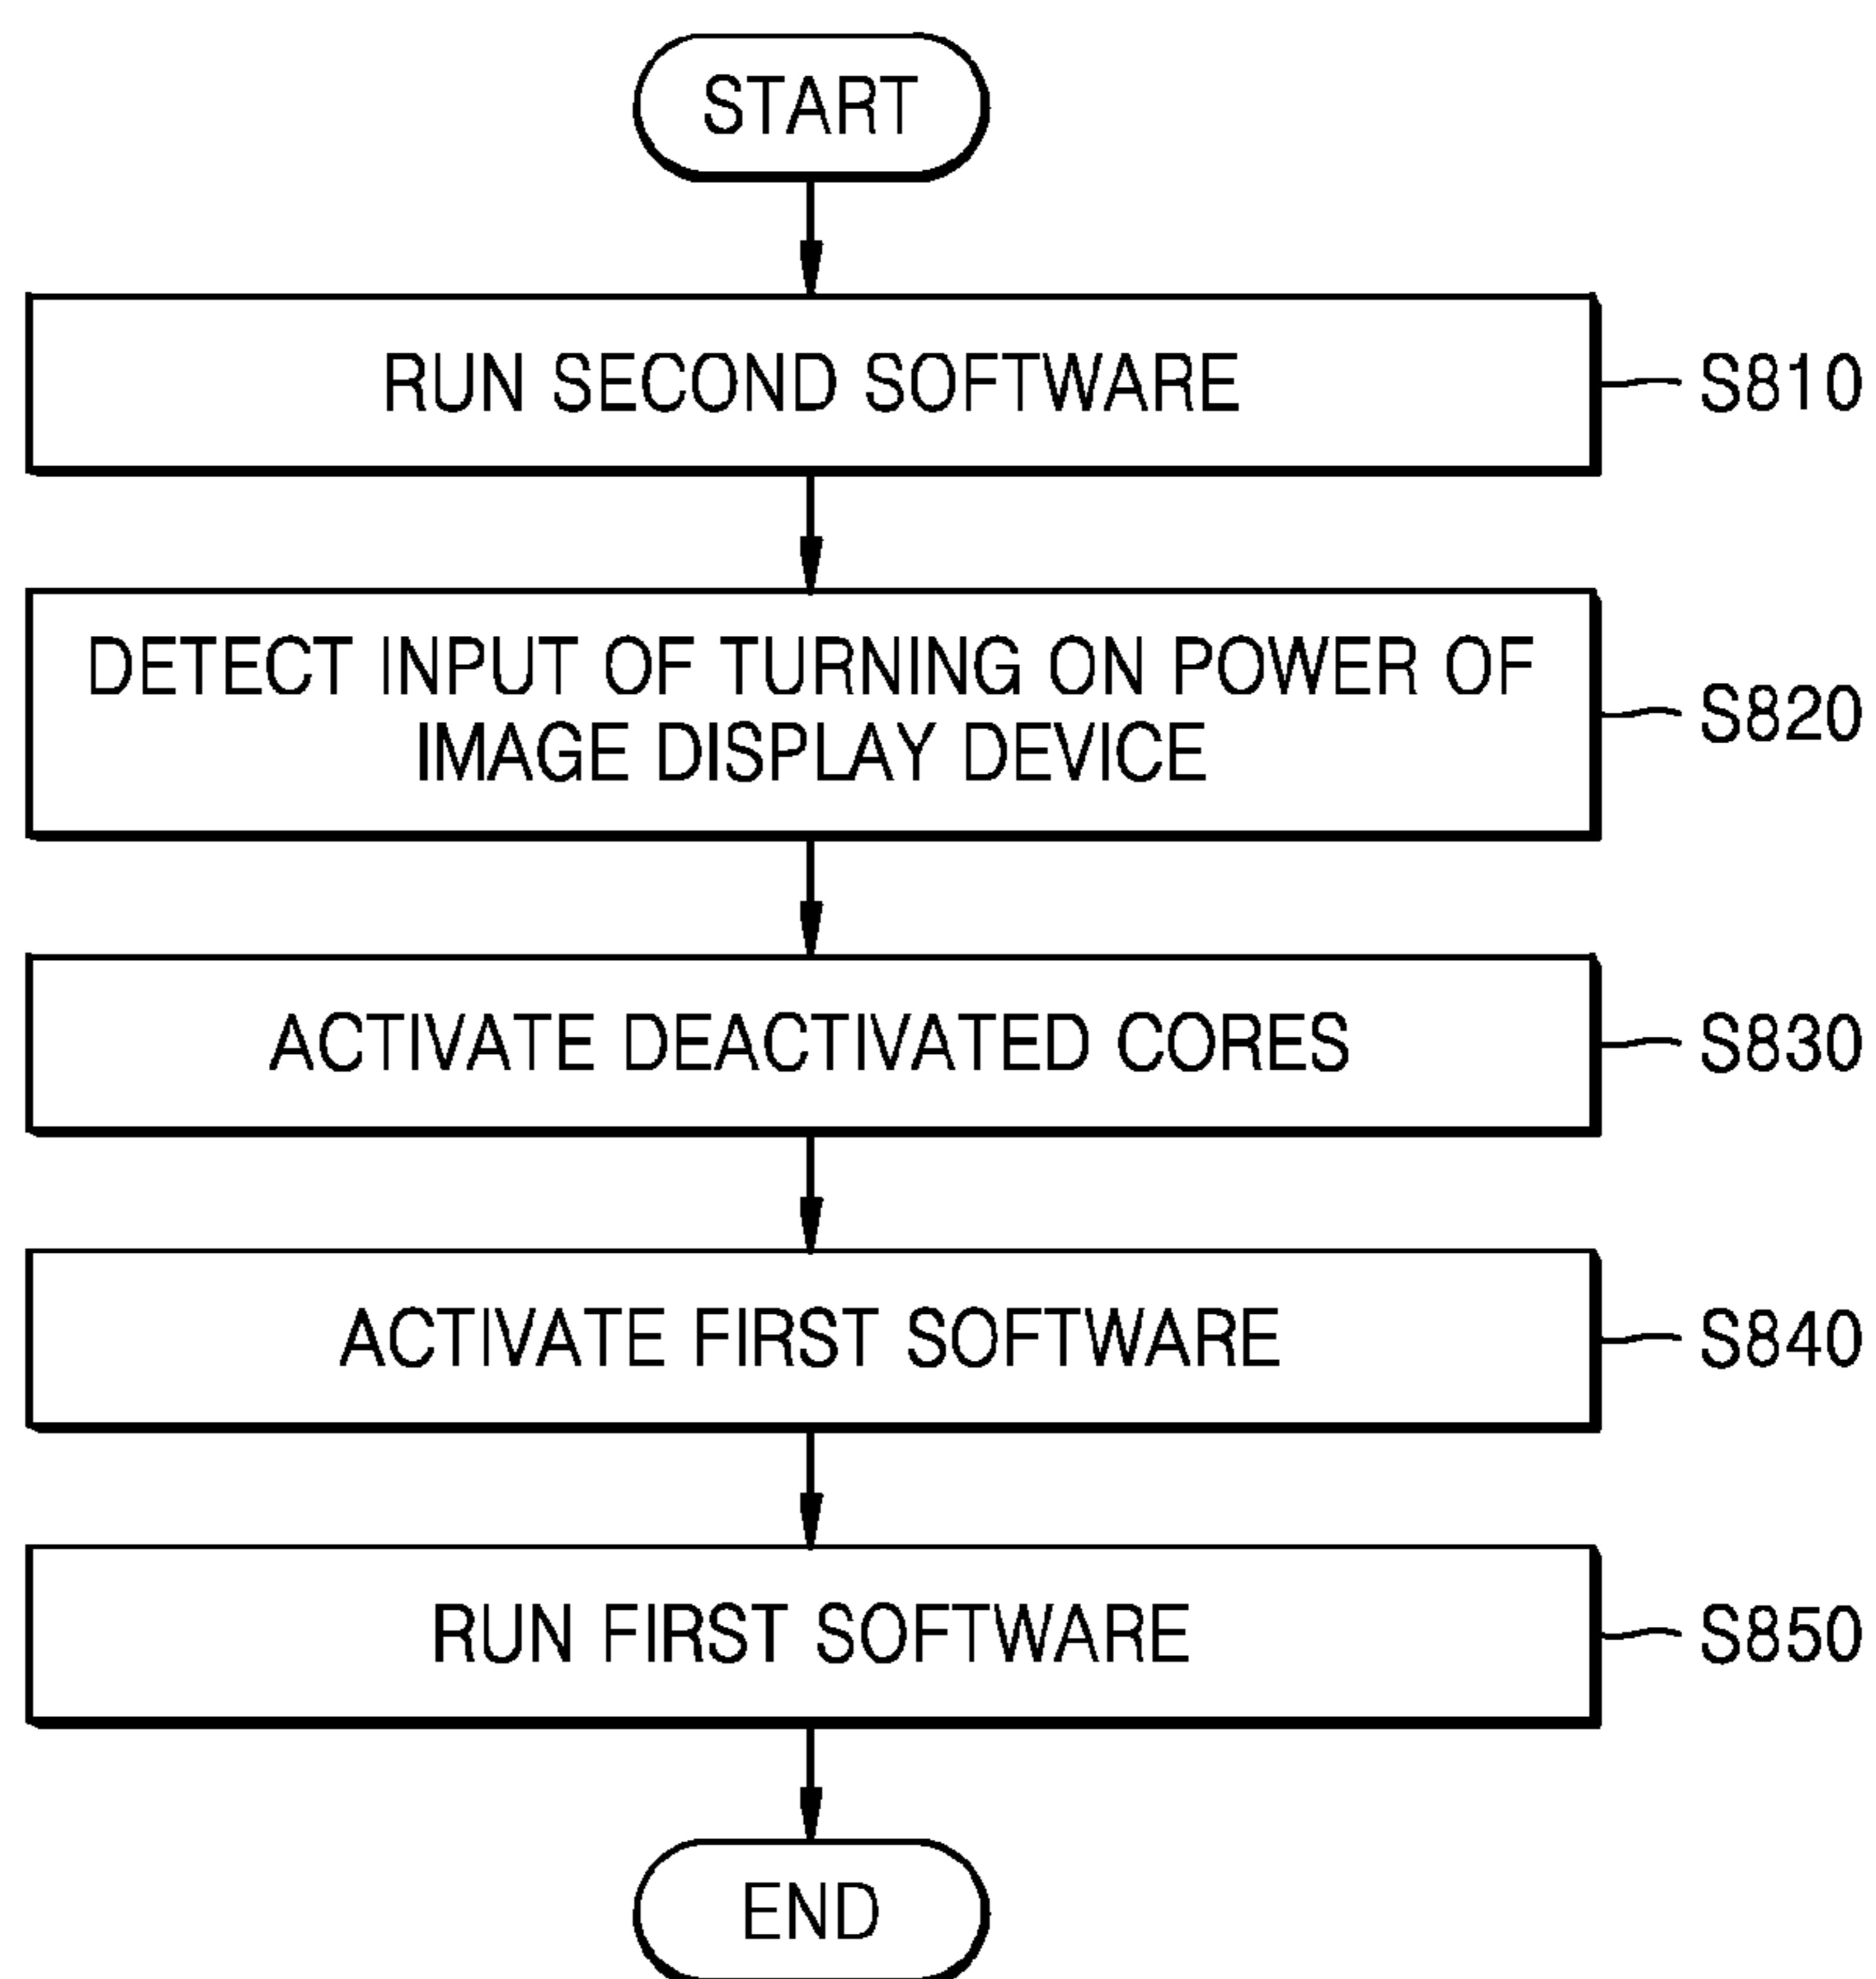 START
RUN SECOND SOFTWARE
S810
DETECT INPUT OF TURNING ON POWER OF
IMAGE DISPLAY DEVICE
S820
ACTIVATE DEACTIVATED CORES
S830
ACTIVATE FIRST SOFTWARE
S840
RUN FIRST SOFTWARE
S850
END